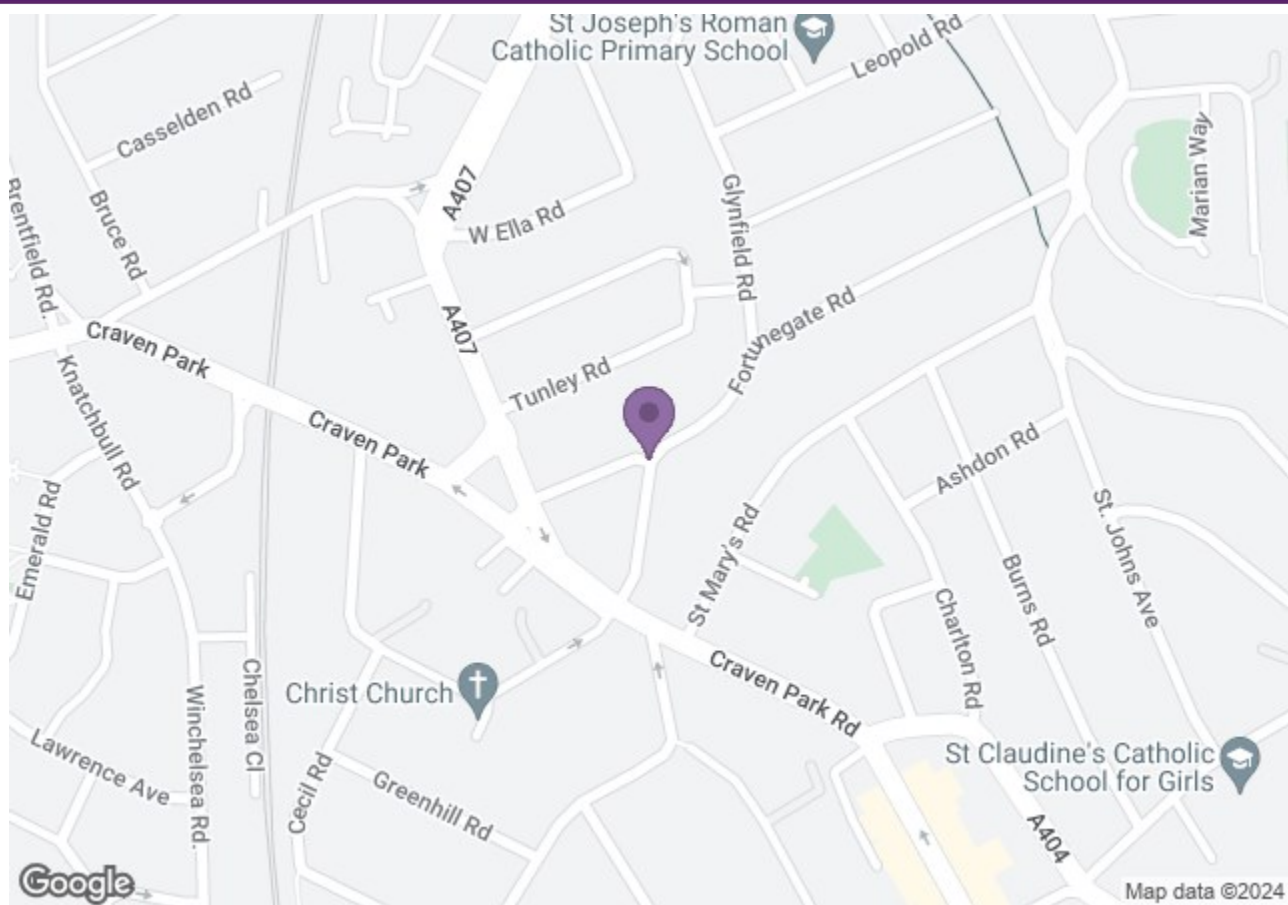 St Joseph's Roman
Catholic Primary School
Leopold Rd
Casselden Rd
Marian Way
A407
Glynfield Rd
Brentfield Rd.
Bruce Rd
W Ella Rd
A407
Fortunegate Rd
Craven Park
Tunley Rd
Knatchbull Rd
Craven Park
Ashdon Rd
Emerald Rd
St Mary's Rd
St. Johns Ave
Burns Rd
Charlton Rd
Chelsea Cl
Christ Church
Craven Park Rd
Winchelsea Rd.
Lawrence Ave
Cecil Rd
Greenhill Rd
St Claudine's Catholic
School for Girls
A404
Google
Map data ©2024